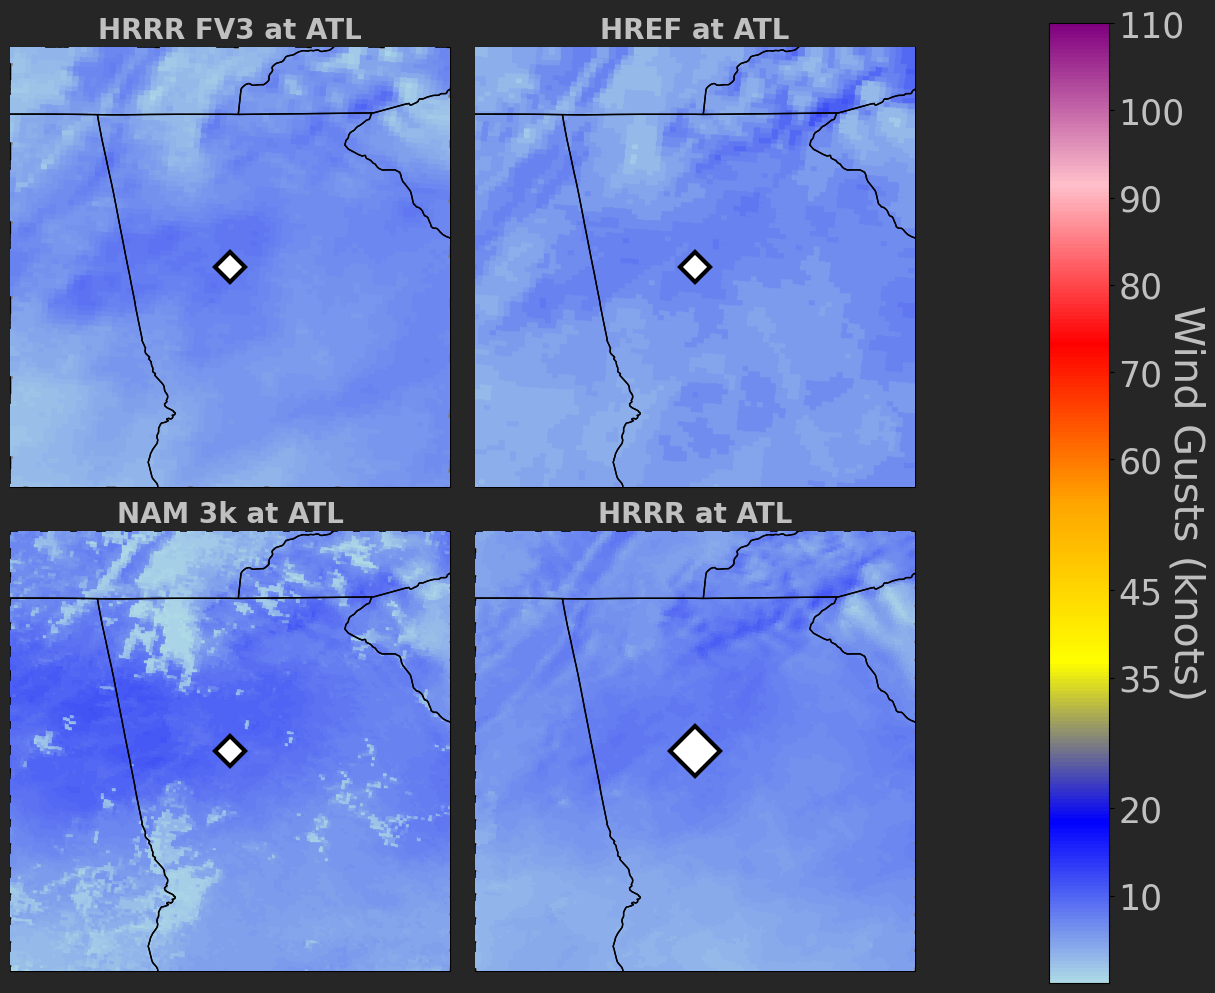 HRRR FV3 at ATL
HREF at ATL
NAM 3k at ATL
HRRR at ATL
110
100
90
80
70
60
45
35
20
10
Wind Gusts (knots)